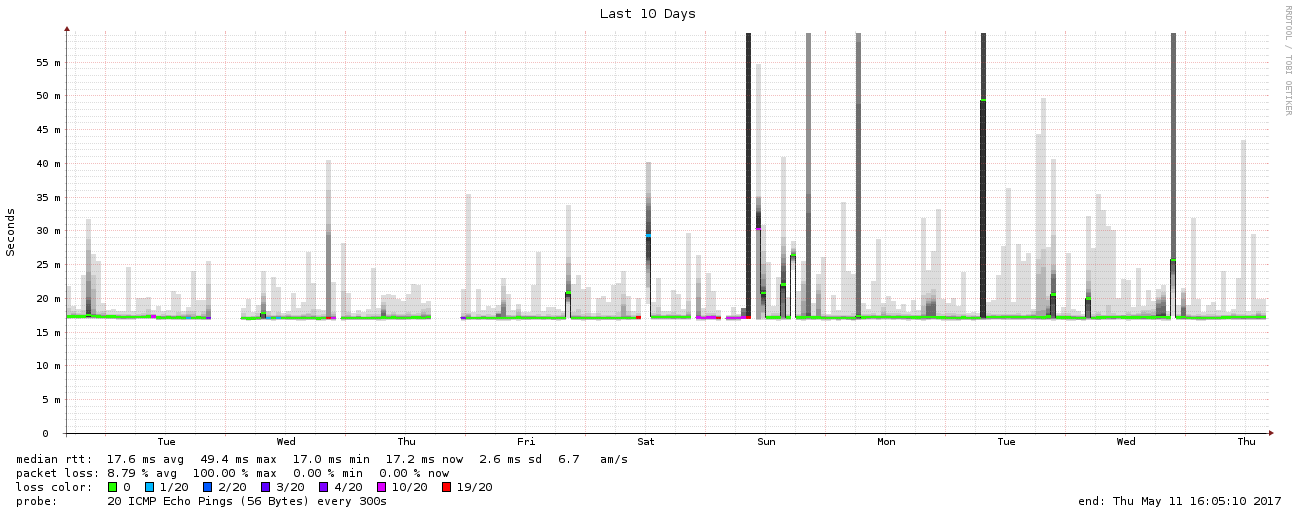 Last 10 Days
RRDTOOL / TOBI OETIKER
Seconds
55 m
50 m
45 m
40 m
35 m
30 m
25 m
20 m
15 m
10 m
5 m
0
Tue Wed Thu Fri Sat Sun Mon Tue Wed Thu
median rtt: 17.6 ms avg 49.4 ms max 17.0 ms min 17.2 ms now 2.6 ms sd 6.7 am/s
packet loss: 8.79 % avg 100.00 % max 0.00 % min 0.00 % now
loss color: 0 1/20 2/20 3/20 4/20 10/20 19/20
probe: 20 ICMP Echo Pings (56 Bytes) every 300s end: Thu May 11 16:05:10 2017